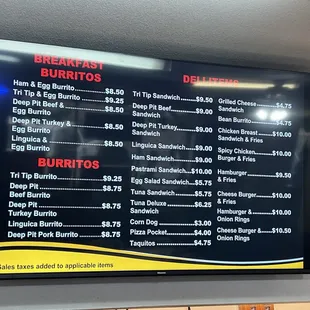 BREAKFAST
BURRITOS
Ham & Egg Burrito $8.50
Tri Tip & Egg Burrito $9.25
Deep Pit Beef & $8.50
Egg Burrito
Deep Pit Turkey & $8.50
Egg Burrito
Linguica & $8.50
Egg Burrito
BURRITOS
Tri Tip Burrito $9.25
Deep Pit $8.75
Beef Burrito
Deep Pit $8.75
Turkey Burrito
Linguica Burrito $8.75
Deep Pit Pork Burrito $8.75
DELI ITEMS
Tri Tip Sandwich $9.50
Deep Pit Beef $9.00
Sandwich
Deep Pit Turkey $9.00
Sandwich
Linguica Sandwich $9.00
Ham Sandwich $9.00
Pastrami Sandwich $10.00
Egg Salad Sandwich $5.75
Tuna Sandwich $5.75
Tuna Deluxe $6.25
Sandwich
Corn Dog $3.00
Pizza Pocket $4.00
Taquitos $4.75
Grilled Cheese $4.75
Sandwich
Bean Burrito $4.75
Chicken Breast $10.00
Sandwich & Fries
Spicy Chicken $10.00
Burger & Fries
Hamburger $9.50
& Fries
Cheese Burger $10.00
& Fries
Hamburger & $10.00
Onion Rings
Cheese Burger & $10.50
Onion Rings
Sales taxes added to applicable items